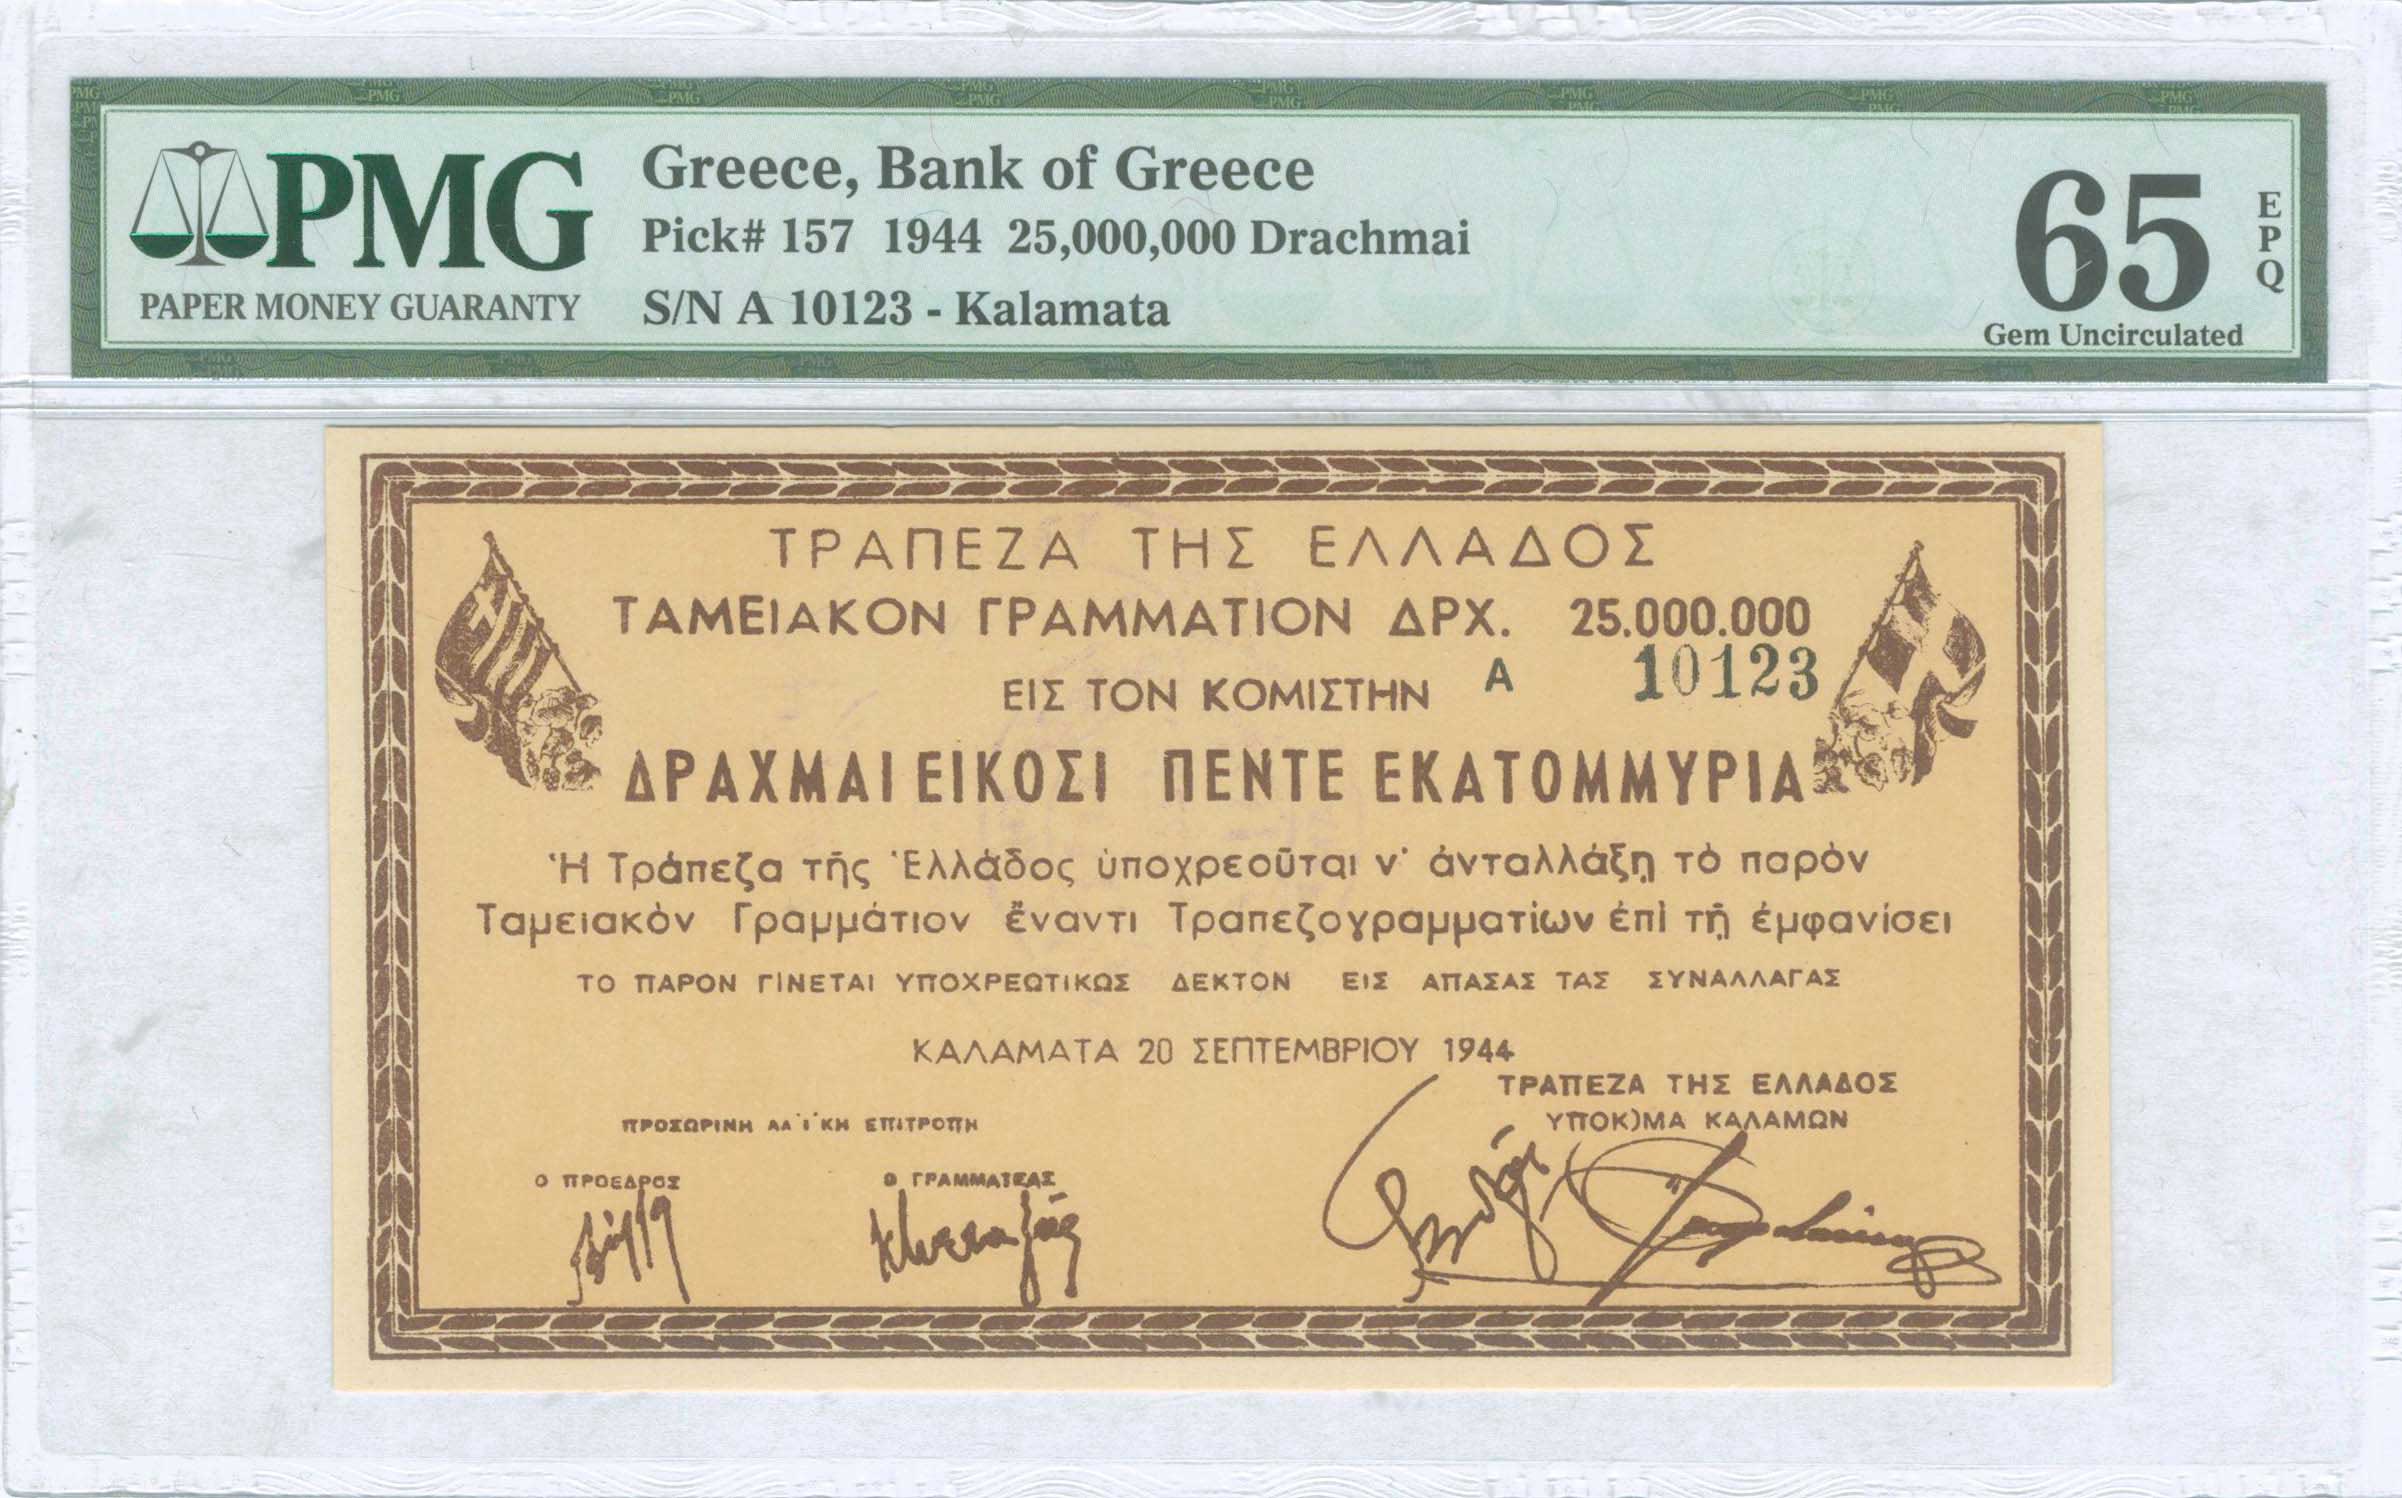 PMG
PAPER MONEY GUARANTY
Greece, Bank of Greece
Pick# 157 1944 25,000,000 Drachmai
S/N A 10123 - Kalamata
65
EPQ
Gem Uncirculated
ΤΡΑΠΕΖΑ ΤΗΣ ΕΛΛΑΔΟΣ
ΤΑΜΕΙΑΚΟΝ ΓΡΑΜΜΑΤΙΟΝ ΔΡΧ. 25.000.000
ΕΙΣ ΤΟΝ ΚΟΜΙΣΤΗΝ Α 10123
ΔΡΑΧΜΑΙ ΕΙΚΟΣΙ ΠΕΝΤΕ ΕΚΑΤΟΜΜΥΡΙΑ
Ἡ Τράπεζα τῆς Ἑλλάδος ὑποχρεοῦται ν' ἀνταλλάξῃ τὸ παρὸν
Ταμειακὸν Γραμμάτιον ἔναντι Τραπεζογραμματίων ἐπὶ τῇ ἐμφανίσει
ΤΟ ΠΑΡΟΝ ΓΙΝΕΤΑΙ ΥΠΟΧΡΕΩΤΙΚΩΣ ΔΕΚΤΟΝ ΕΙΣ ΑΠΑΣΑΣ ΤΑΣ ΣΥΝΑΛΛΑΓΑΣ
ΚΑΛΑΜΑΤΑ 20 ΣΕΠΤΕΜΒΡΙΟΥ 1944
ΤΡΑΠΕΖΑ ΤΗΣ ΕΛΛΑΔΟΣ
ΥΠΟΚ)ΜΑ ΚΑΛΑΜΩΝ
ΠΡΟΣΩΡΙΝΗ ΛΑΪΚΗ ΕΠΙΤΡΟΠΗ
Ο ΠΡΟΕΔΡΟΣ Ο ΓΡΑΜΜΑΤΕΑΣ